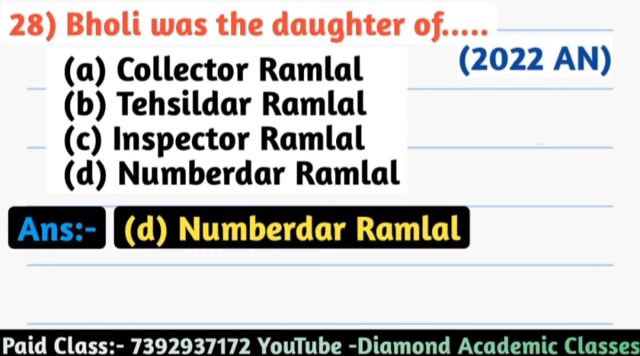 28) Bholi was the daughter of.....
(2022 AN)
(a) Collector Ramlal
(b) Tehsildar Ramlal
(c) Inspector Ramlal
(d) Numberdar Ramlal
Ans:- (d) Numberdar Ramlal
Paid Class:- 7392937172 YouTube -Diamond Academic Classes